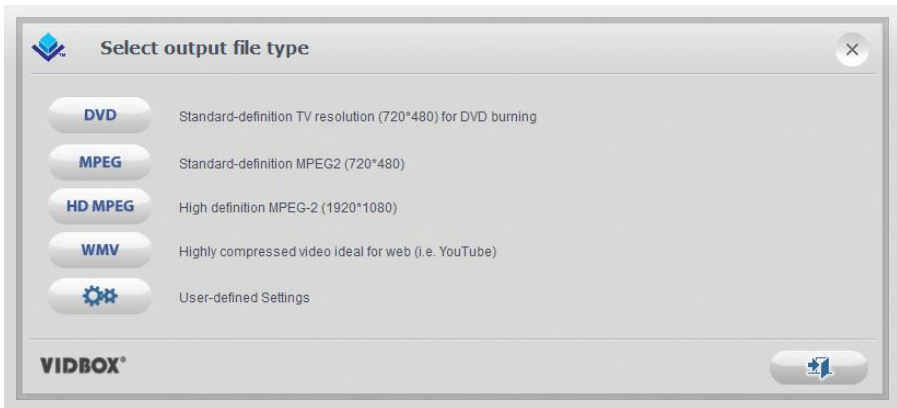 Select output file type
DVD Standard-definition TV resolution (720*480) for DVD burning
MPEG Standard-definition MPEG2 (720*480)
HD MPEG High definition MPEG-2 (1920*1080)
WMV Highly compressed video ideal for web (i.e. YouTube)
User-defined Settings
VIDBOX®